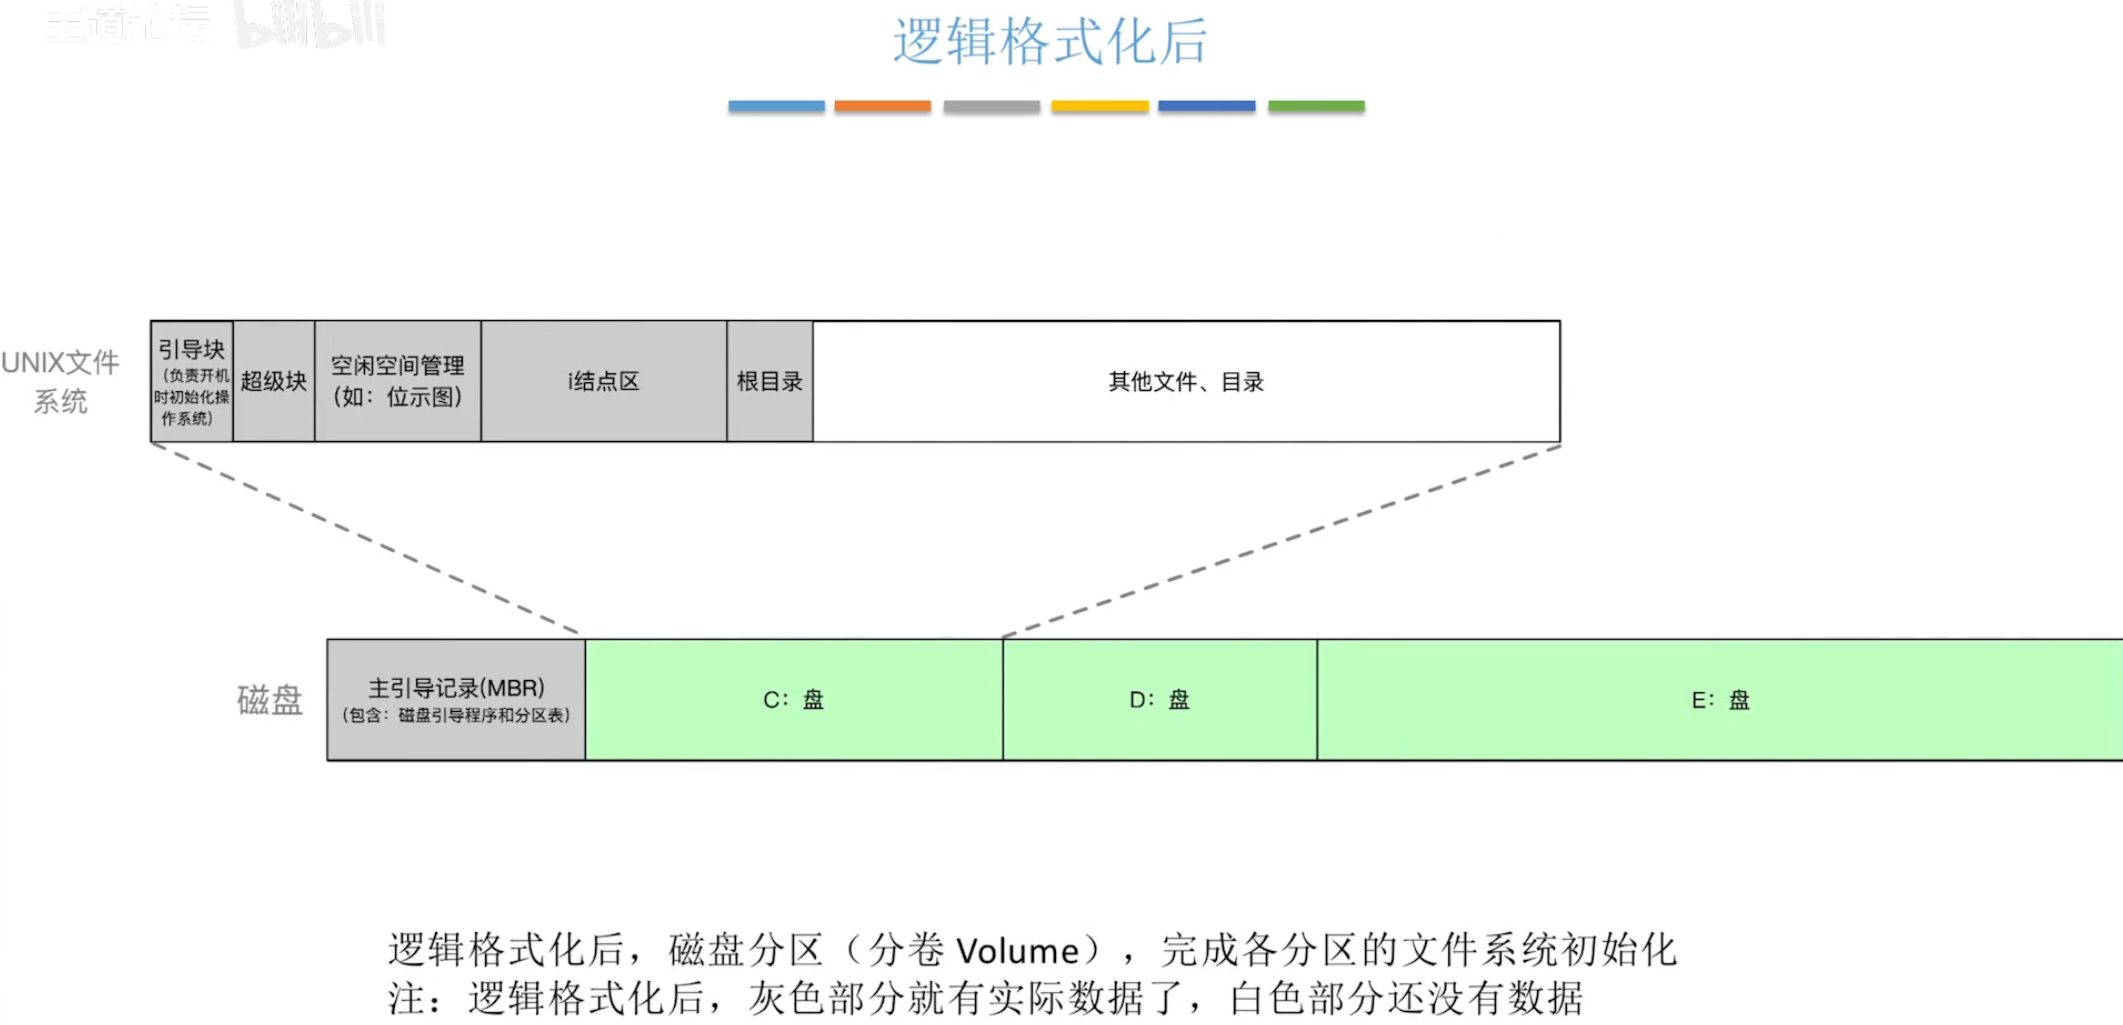 王道论坛 bilibili
逻辑格式化后
UNIX文件
系统
引导块
（负责开机
时初始化操
作系统）
超级块
空闲空间管理
（如：位示图）
i结点区
根目录
其他文件、目录
磁盘
主引导记录(MBR)
（包含：磁盘引导程序和分区表）
C：盘
D：盘
E：盘
逻辑格式化后，磁盘分区（分卷 Volume），完成各分区的文件系统初始化
注：逻辑格式化后，灰色部分就有实际数据了，白色部分还没有数据